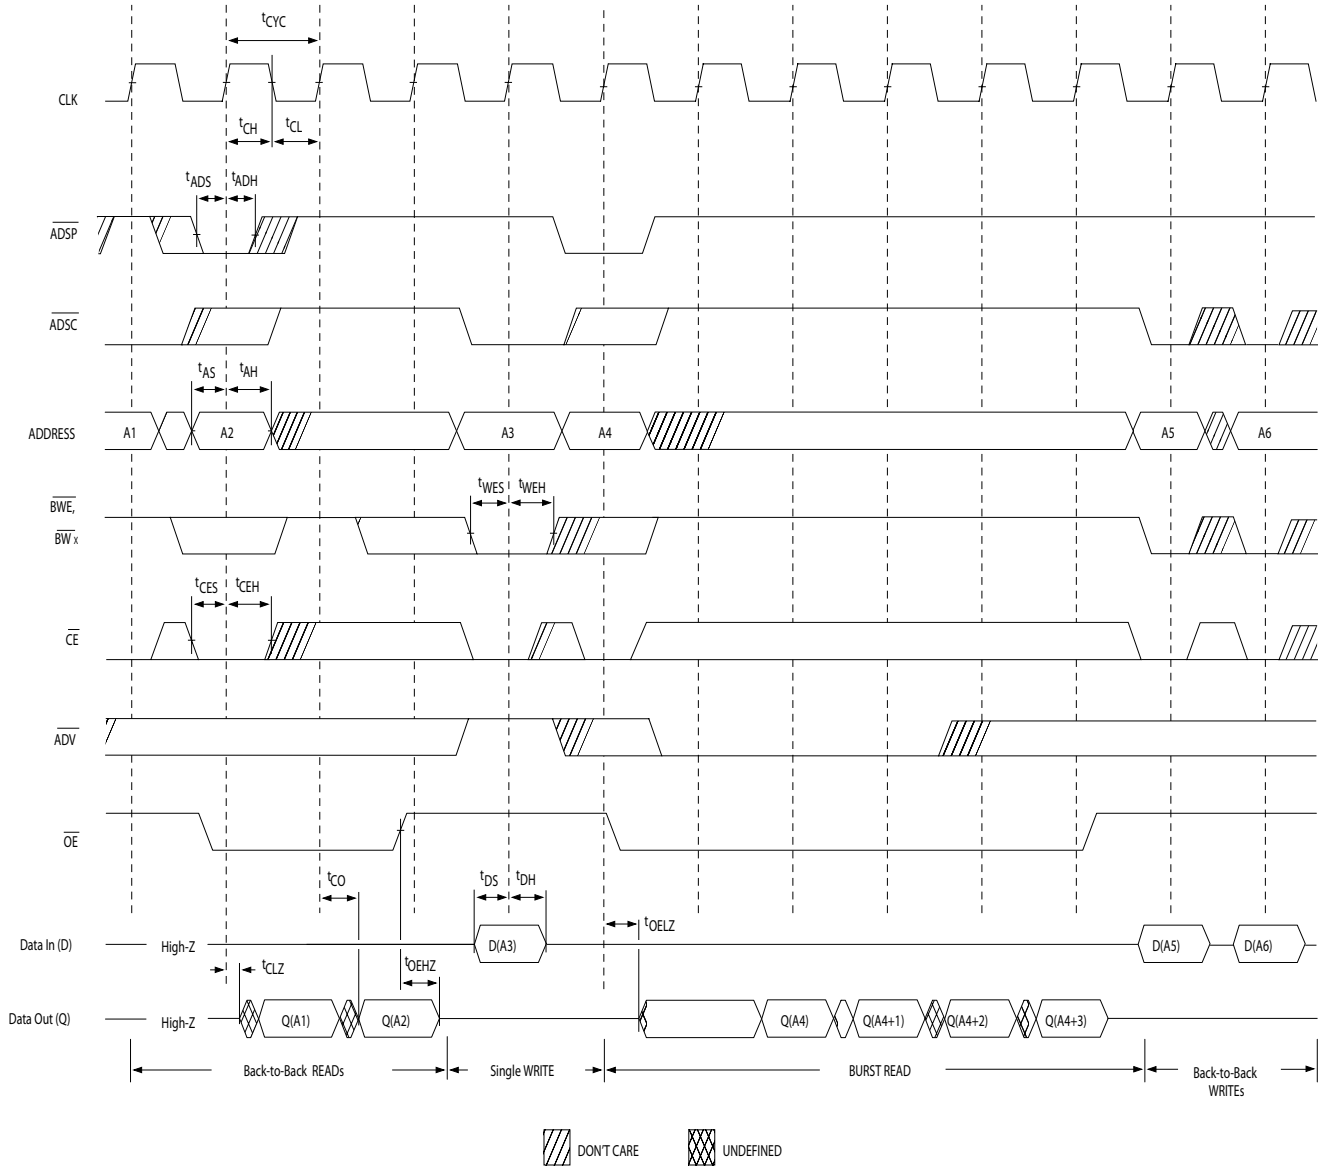 tCYC
CLK
tCH tCL
tADS tADH
ADSP
ADSC
tAS tAH
ADDRESS A1 A2 A3 A4 A5 A6
tWES tWEH
BWE,
BW x
tCES tCEH
CE
ADV
OE
tCO tDS tDH
tOELZ
Data In (D) High-Z D(A3) D(A5) D(A6)
tCLZ tOEHZ
Data Out (Q) High-Z Q(A1) Q(A2) Q(A4) Q(A4+1) Q(A4+2) Q(A4+3)
Back-to-Back READs Single WRITE BURST READ Back-to-Back
WRITEs
DON'T CARE UNDEFINED